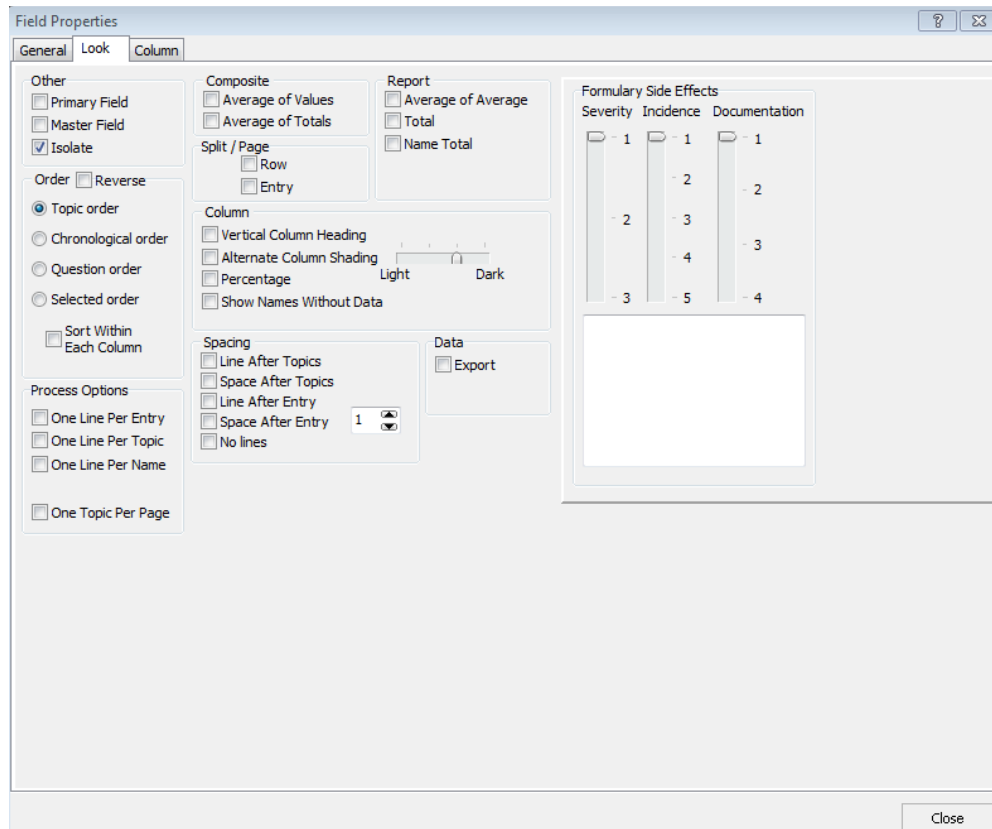 Field Properties
General Look Column
Other
Primary Field
Master Field
Isolate
Order Reverse
Topic order
Chronological order
Question order
Selected order
Sort Within
Each Column
Process Options
One Line Per Entry
One Line Per Topic
One Line Per Name
One Topic Per Page
Composite
Average of Values
Average of Totals
Split / Page
Row
Entry
Report
Average of Average
Total
Name Total
Column
Vertical Column Heading
Alternate Column Shading
Light Dark
Percentage
Show Names Without Data
Spacing
Line After Topics
Space After Topics
Line After Entry
Space After Entry 1
No lines
Data
Export
Formulary Side Effects
Severity Incidence Documentation
1 1 1
2 2
2 3
3
4
3 5 4
Close